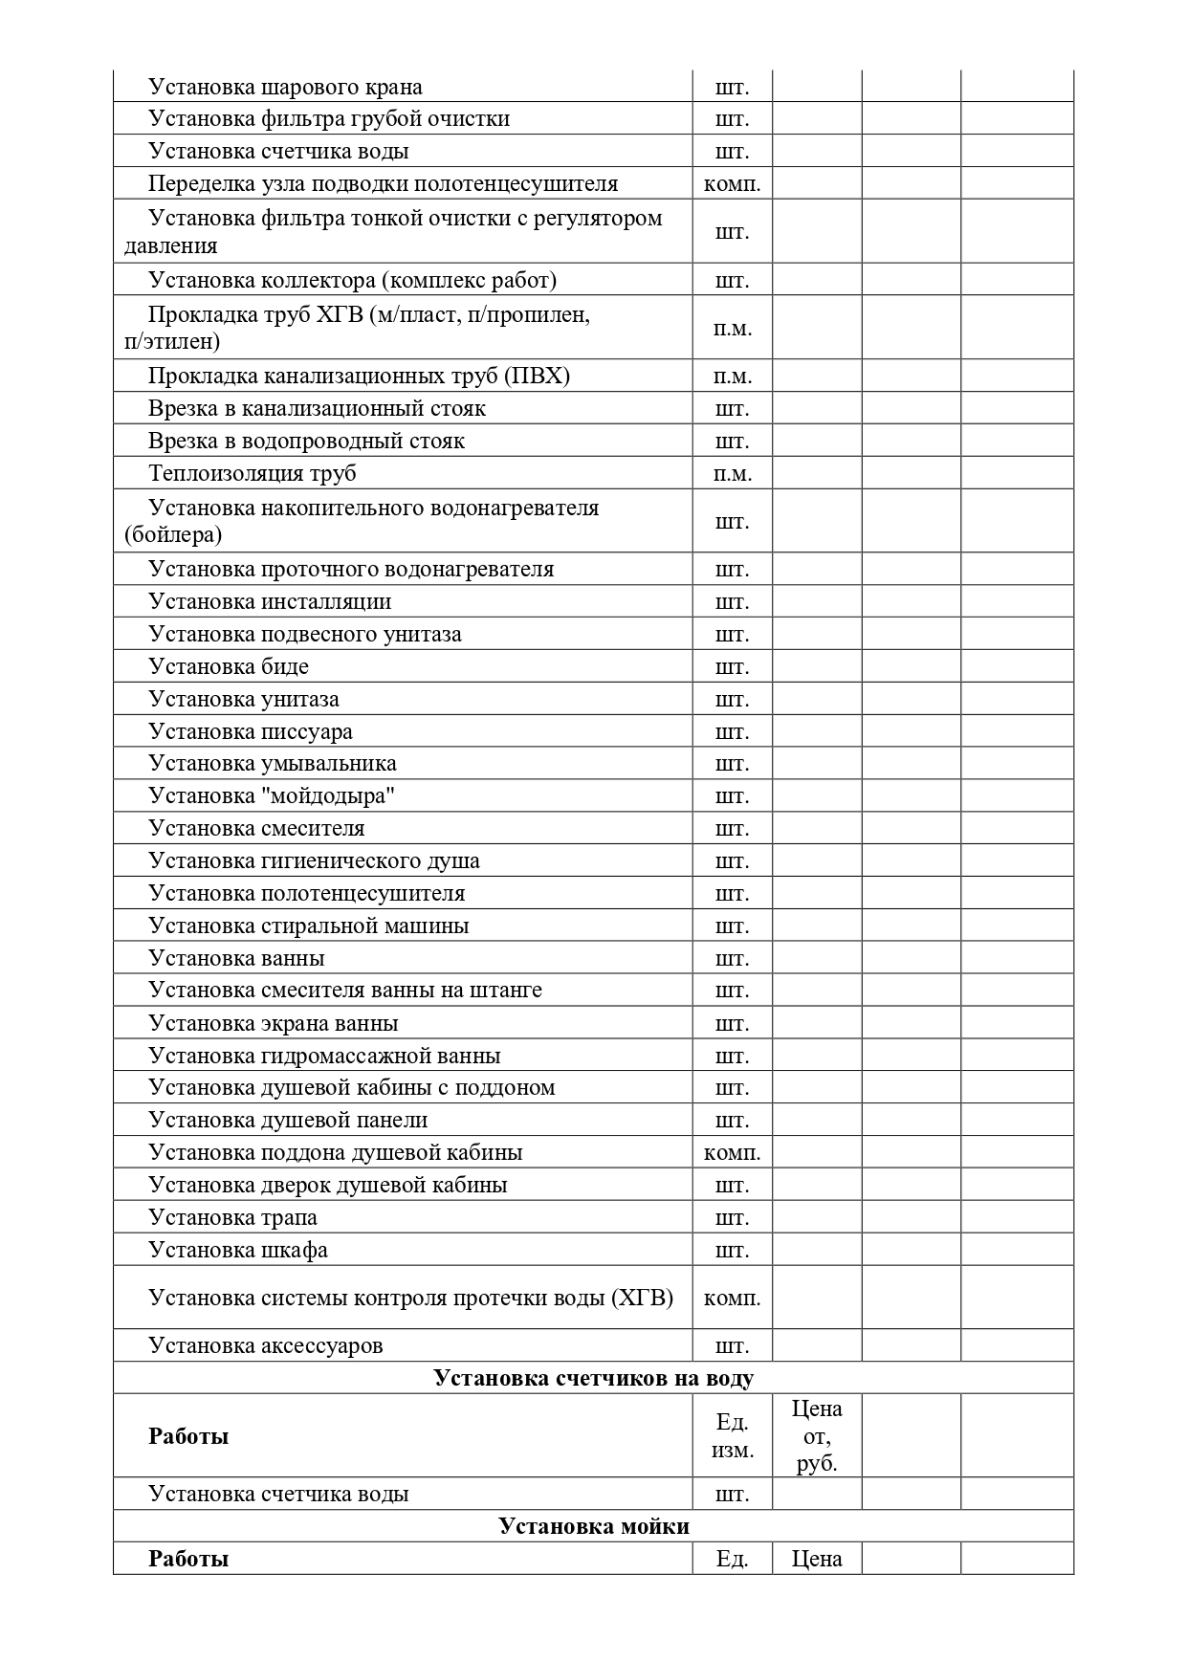 Установка шарового крана шт.
Установка фильтра грубой очистки шт.
Установка счетчика воды шт.
Переделка узла подводки полотенцесушителя комп.
Установка фильтра тонкой очистки с регулятором
давления шт.
Установка коллектора (комплекс работ) шт.
Прокладка труб ХГВ (м/пласт, п/пропилен,
п/этилен) п.м.
Прокладка канализационных труб (ПВХ) п.м.
Врезка в канализационный стояк шт.
Врезка в водопроводный стояк шт.
Теплоизоляция труб п.м.
Установка накопительного водонагревателя
(бойлера) шт.
Установка проточного водонагревателя шт.
Установка инсталляции шт.
Установка подвесного унитаза шт.
Установка биде шт.
Установка унитаза шт.
Установка писсуара шт.
Установка умывальника шт.
Установка "мойдодыра" шт.
Установка смесителя шт.
Установка гигиенического душа шт.
Установка полотенцесушителя шт.
Установка стиральной машины шт.
Установка ванны шт.
Установка смесителя ванны на штанге шт.
Установка экрана ванны шт.
Установка гидромассажной ванны шт.
Установка душевой кабины с поддоном шт.
Установка душевой панели шт.
Установка поддона душевой кабины комп.
Установка дверок душевой кабины шт.
Установка трапа шт.
Установка шкафа шт.
Установка системы контроля протечки воды (ХГВ) комп.
Установка аксессуаров шт.
Установка счетчиков на воду
Работы
Ед.
изм.
Цена
от,
руб.
Установка счетчика воды шт.
Установка мойки
Работы Ед. Цена